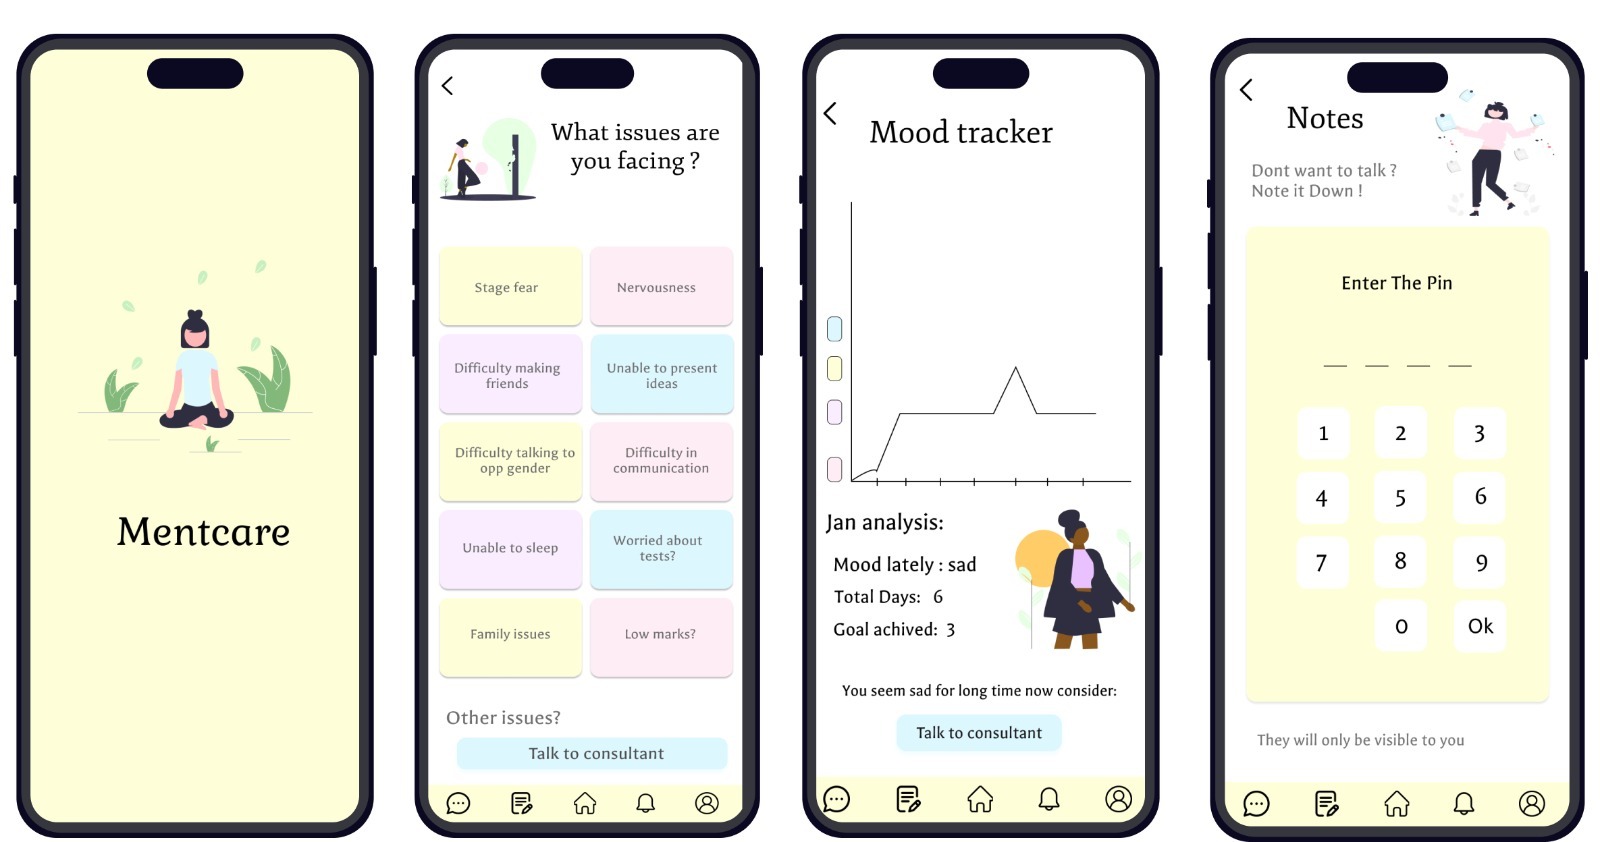 Mentcare
What issues are
you facing ?
Stage fear
Nervousness
Difficulty making
friends
Unable to present
ideas
Difficulty talking to
opp gender
Difficulty in
communication
Unable to sleep
Worried about
tests?
Family issues
Low marks?
Other issues?
Talk to consultant
Mood tracker
Jan analysis:
Mood lately : sad
Total Days: 6
Goal achived: 3
You seem sad for long time now consider:
Talk to consultant
Notes
Dont want to talk ?
Note it Down !
Enter The Pin
1 2 3
4 5 6
7 8 9
0 Ok
They will only be visible to you